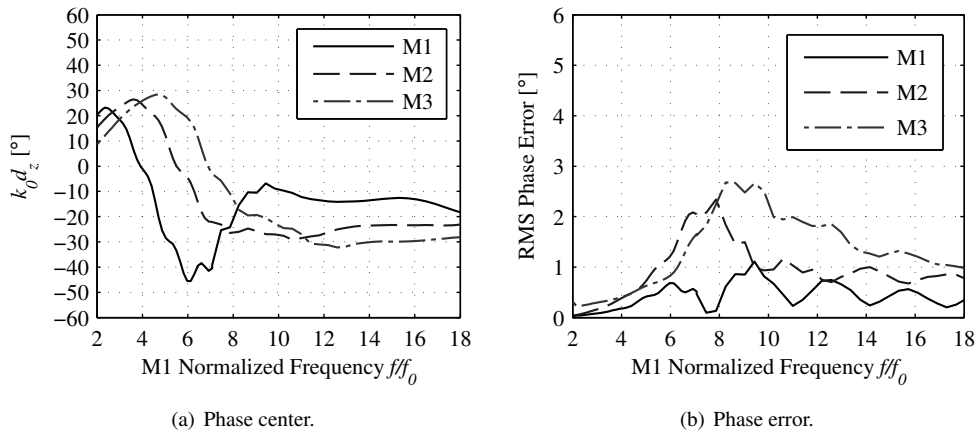 60
50
40
30
20
10
0
−10
−20
−30
−40
−50
−60
k0dz [°]
M1
M2
M3
2 4 6 8 10 12 14 16 18
M1 Normalized Frequency f/f0
(a) Phase center.
6
5
4
3
2
1
0
RMS Phase Error [°]
M1
M2
M3
2 4 6 8 10 12 14 16 18
M1 Normalized Frequency f/f0
(b) Phase error.